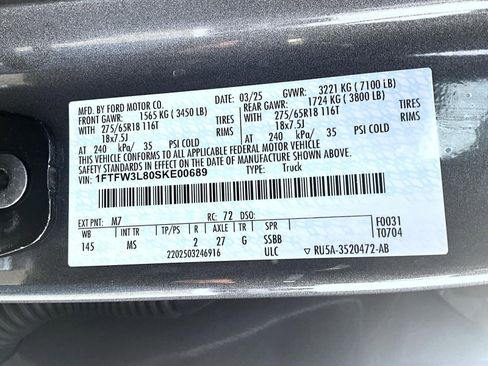 MFD. BY FORD MOTOR CO. 03/25 GVWR: 3221 KG (7100 LB)
FRONT GAWR: 1565 KG (3450 LB) REAR GAWR: 1724 KG (3800 LB)
WITH 275/65R18 116T TIRES WITH 275/65R18 116T TIRES
18x7.5J RIMS 18x7.5J RIMS
AT 240 kPa/ 35 PSI COLD AT 240 kPa/ 35 PSI COLD
THIS VEHICLE CONFORMS TO ALL APPLICABLE FEDERAL MOTOR VEHICLE
SAFETY STANDARDS IN EFFECT ON THE DATE OF MANUFACTURE SHOWN ABOVE.
VIN: 1FTFW3L80SKE00689 TYPE: Truck
EXT PNT: M7 RC: 72 DSO: F0031
WB INT TR TP/PS R AXLE TR SPR T0704
145 MS 2 27 G SSBB
2202503246916 ULC ▽ RU5A-3520472-AB